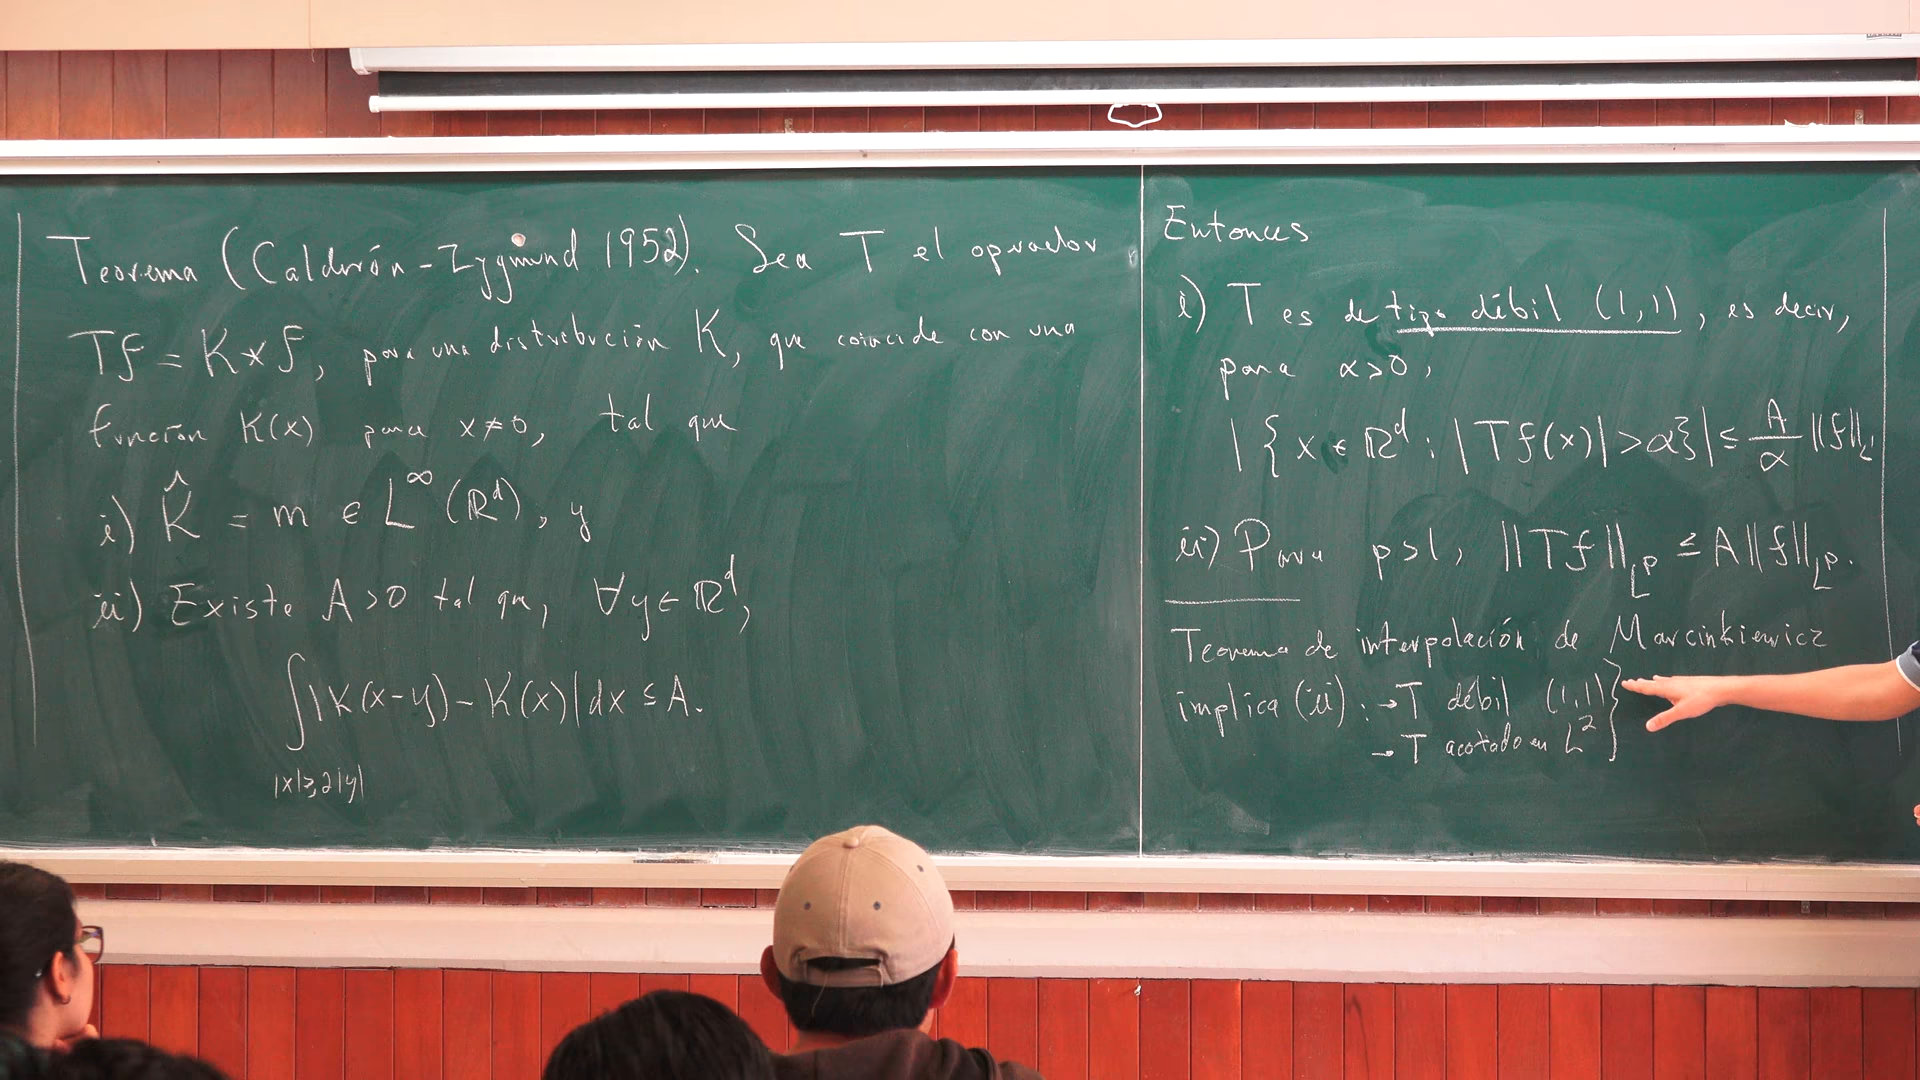 Teorema (Calderón-Zygmund 1952). Sea T el operador
Tf = K * f, para una distribución K, que coincide con una
función K(x) para x ≠ 0, tal que
i) K̂ = m ∈ L^∞(ℝ^d), y
ii) Existe A > 0 tal que, ∀ y ∈ ℝ^d,
∫ |K(x-y) - K(x)| dx ≤ A.
|x| ≥ 2|y|
Entonces
i) T es de tipo débil (1,1), es decir,
para α > 0,
|{x ∈ ℝ^d : |Tf(x)| > α}| ≤ A/α ||f||_L^1
ii) Para p > 1, ||Tf||_L^p ≤ A||f||_L^p.
Teorema de interpolación de Marcinkiewicz
implica (ii): → T débil (1,1)}
→ T acotado en L^2